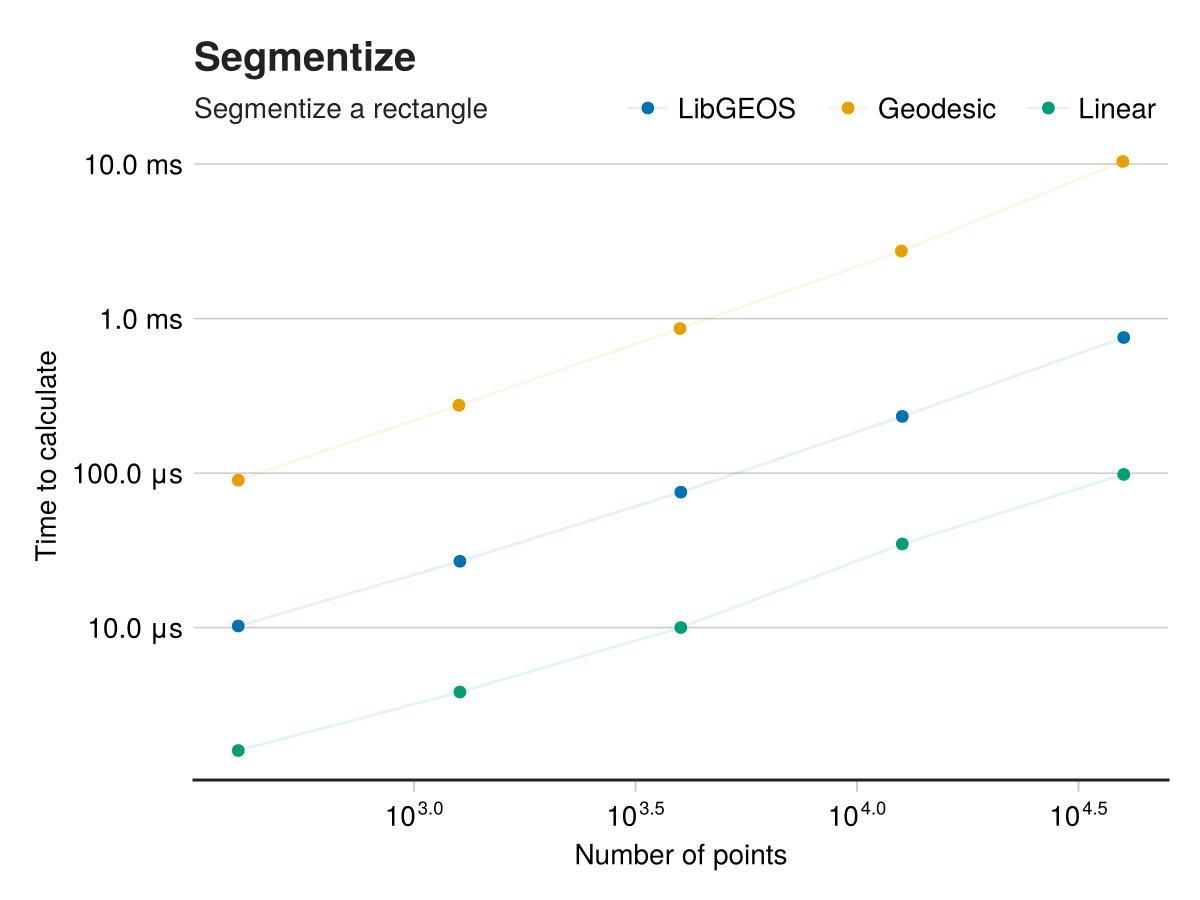 Segmentize
Segmentize a rectangle
LibGEOS Geodesic Linear
10.0 ms
1.0 ms
100.0 µs
10.0 µs
Time to calculate
10^3.0 10^3.5 10^4.0 10^4.5
Number of points